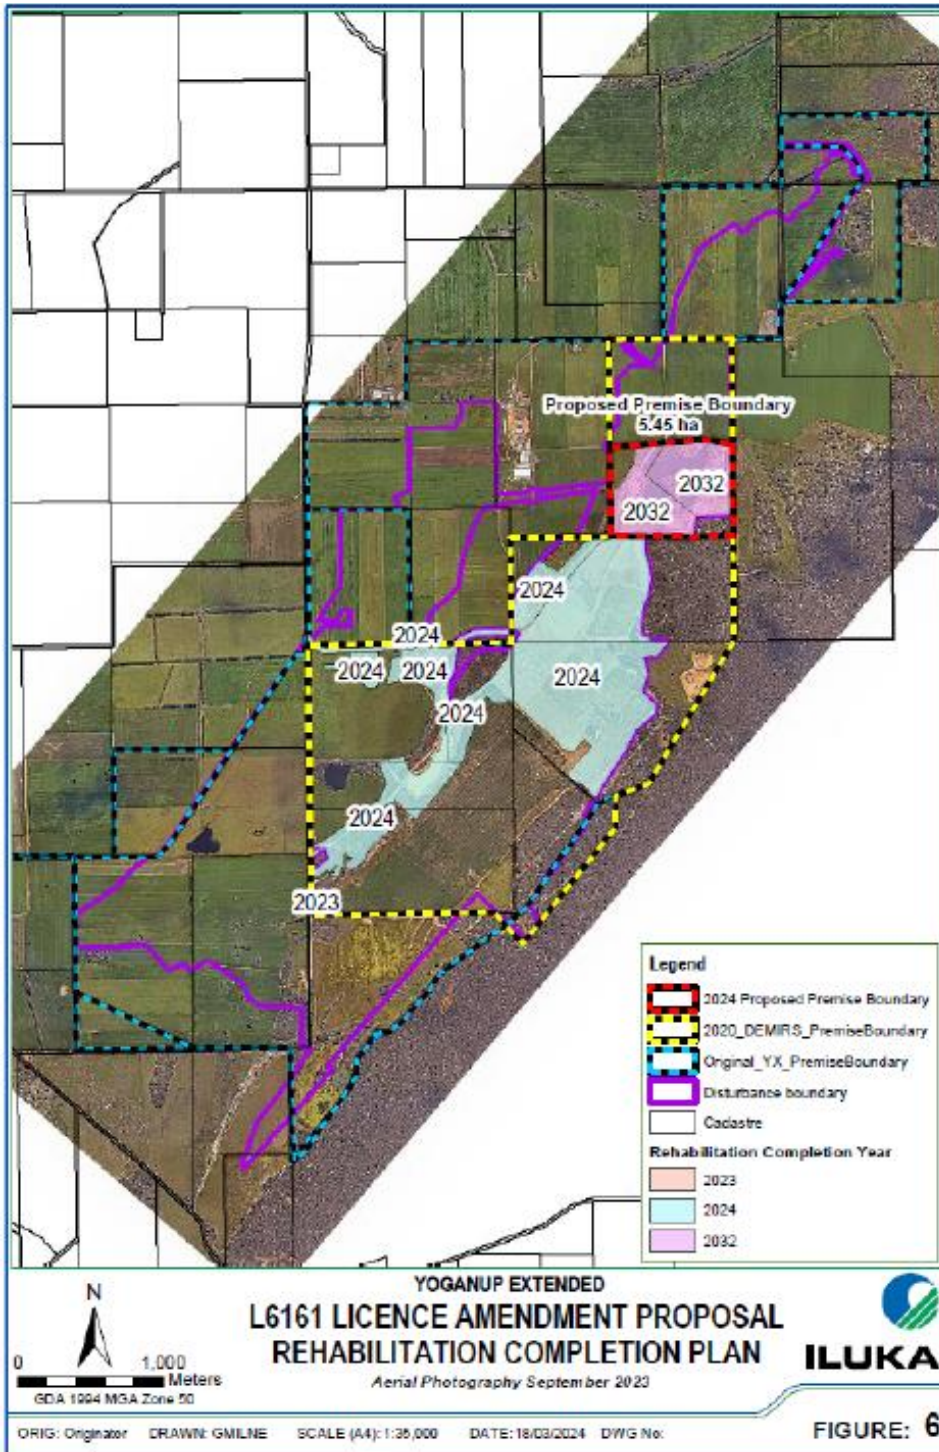 Proposed Premise Boundary
5.45 ha
2032
2032
2024
2024
2024
2024
2024
2024
2024
2023
Legend
2024 Proposed Premise Boundary
2020_DEMIRS_PremiseBoundary
Original_YX_PremiseBoundary
Disturbance boundary
Cadastre
Rehabilitation Completion Year
2023
2024
2032
N
0 1,000
Meters
GDA 1994 MGA Zone 50
YOGANUP EXTENDED
L6161 LICENCE AMENDMENT PROPOSAL
REHABILITATION COMPLETION PLAN
Aerial Photography September 2023
ILUKA
ORIG: Originator DRAWN: GMILNE SCALE (A4): 1:35,000 DATE: 18/03/2024 DWG No:
FIGURE: 6